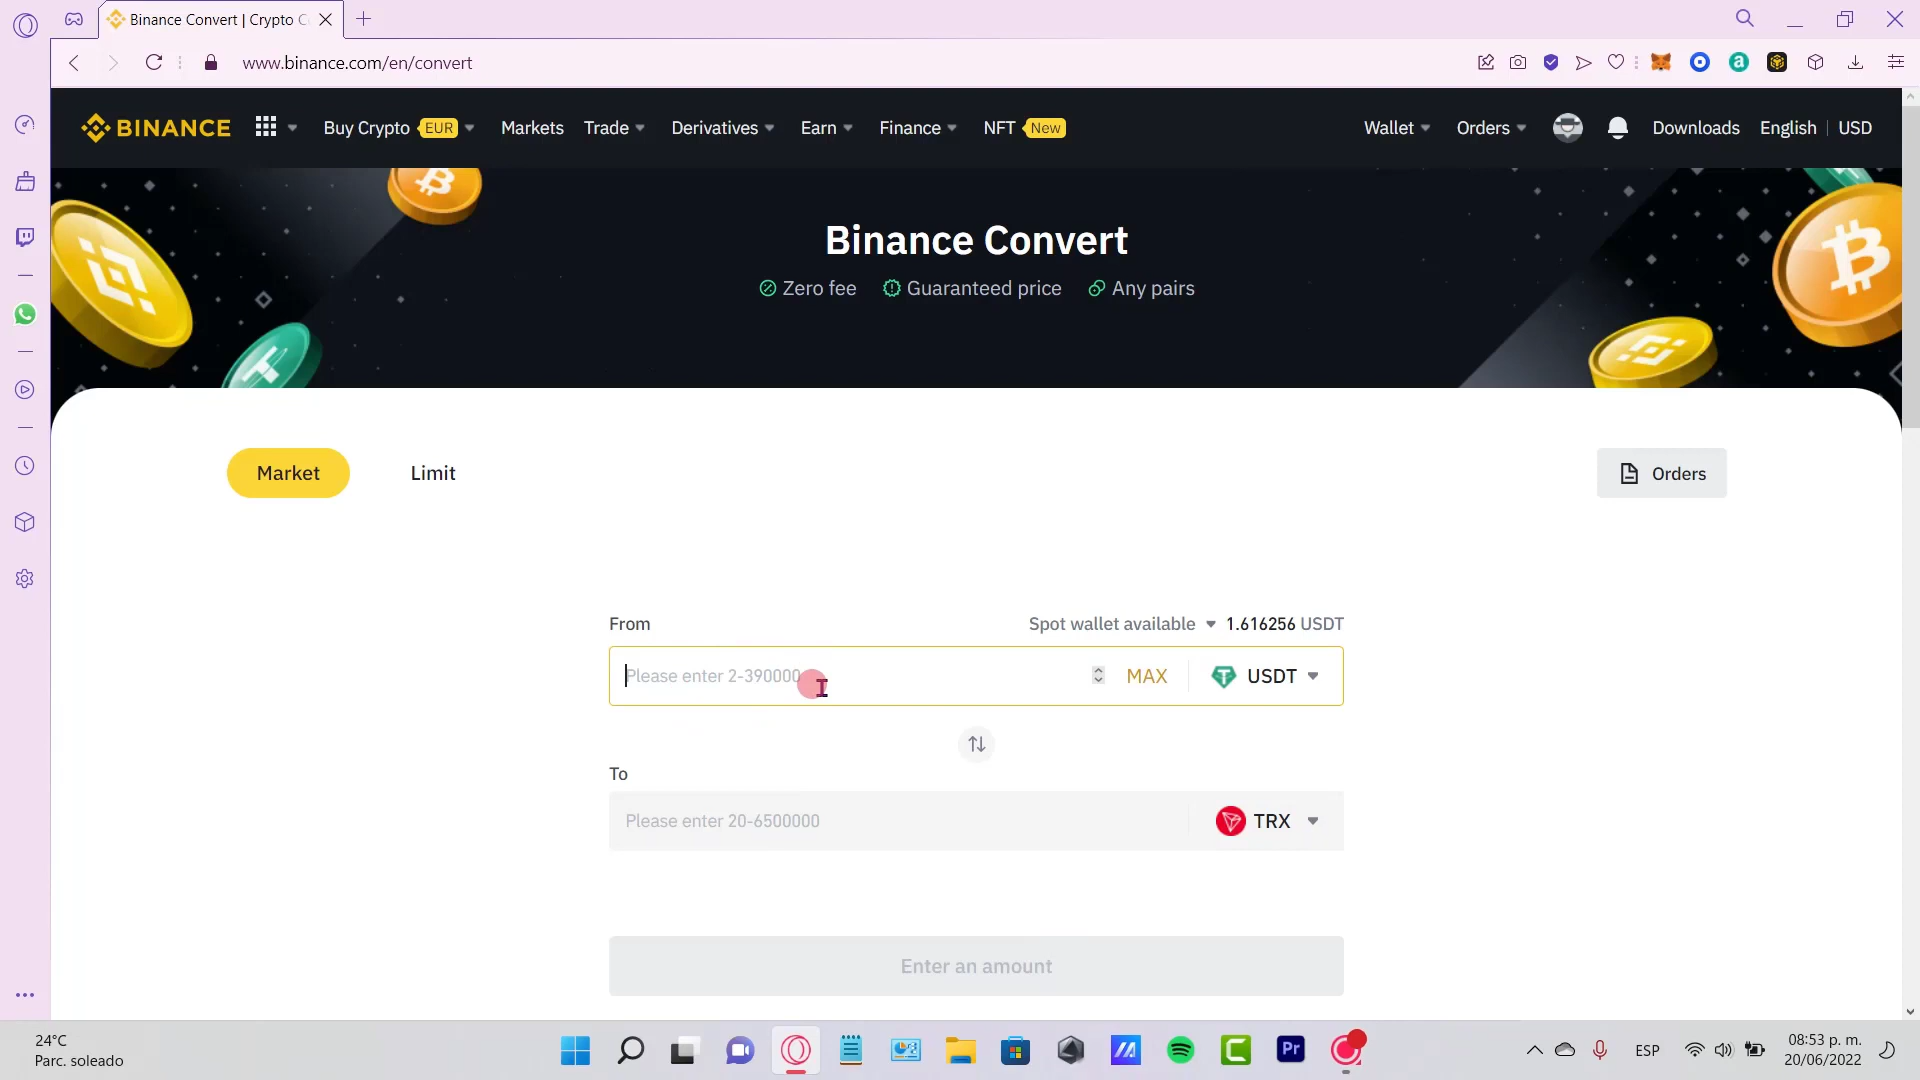 Binance Convert | Crypto C
www.binance.com/en/convert
BINANCE
Buy Crypto EUR
Markets
Trade
Derivatives
Earn
Finance
NFT New
Wallet
Orders
Downloads
English
USD
Binance Convert
Zero fee
Guaranteed price
Any pairs
Market
Limit
Orders
From
Spot wallet available 1.616256 USDT
Please enter 2-390000
MAX
USDT
To
Please enter 20-6500000
TRX
Enter an amount
24°C
Parc. soleado
Pr
ESP
08:53 p. m.
20/06/2022